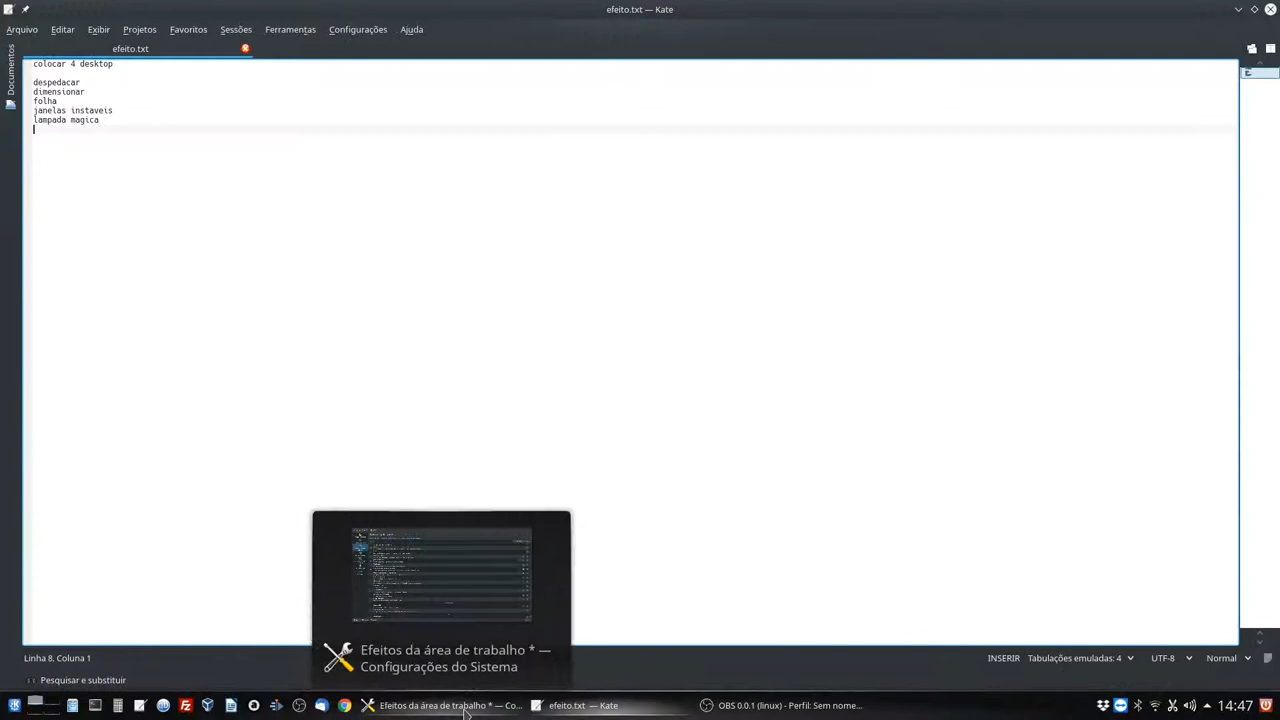 efeito.txt — Kate
Arquivo Editar Exibir Projetos Favoritos Sessões Ferramentas Configurações Ajuda
efeito.txt
Documentos
colocar 4 desktop
despedacar
dimensionar
folha
janelas instaveis
lampada magica
Efeitos da área de trabalho * —
Configurações do Sistema
Linha 8, Coluna 1
INSERIR Tabulações emuladas: 4 UTF-8 Normal
Pesquisar e substituir
Efeitos da área de trabalho * — Co... efeito.txt — Kate OBS 0.0.1 (linux) - Perfil: Sem nome... 14:47